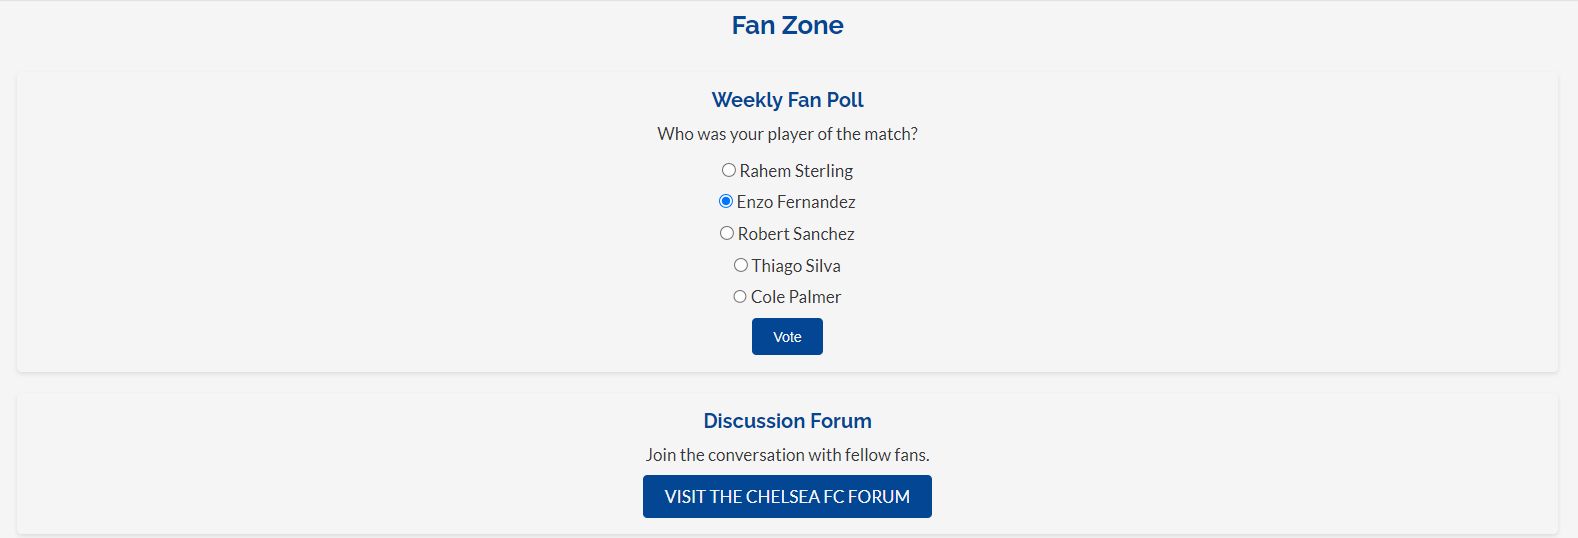 Fan Zone
Weekly Fan Poll
Who was your player of the match?
Rahem Sterling
Enzo Fernandez
Robert Sanchez
Thiago Silva
Cole Palmer
Vote
Discussion Forum
Join the conversation with fellow fans.
VISIT THE CHELSEA FC FORUM